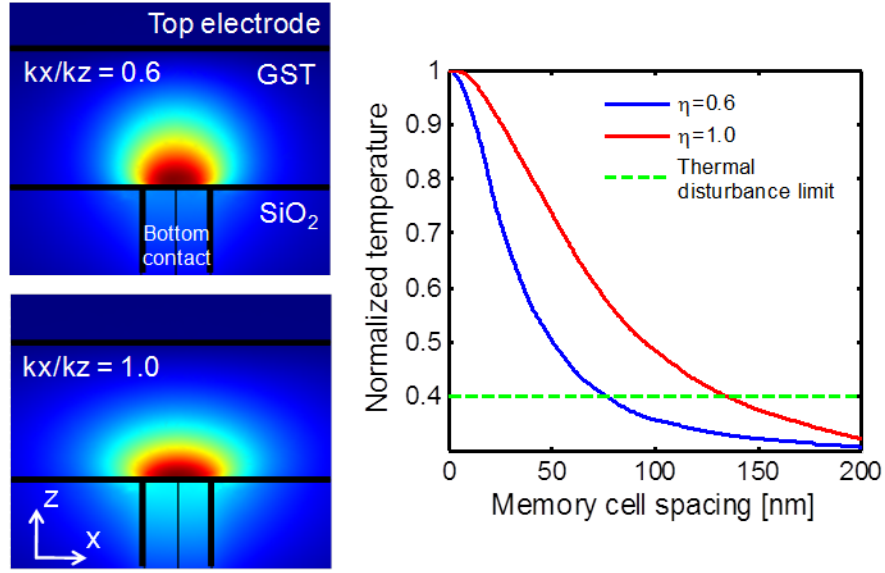 Top electrode
kx/kz = 0.6
GST
SiO₂
Bottom
contact
kx/kz = 1.0
Z
X
Normalized temperature
1
0.9
0.8
0.7
0.6
0.5
0.4
η=0.6
η=1.0
Thermal
disturbance limit
0
50
100
150
200
Memory cell spacing [nm]